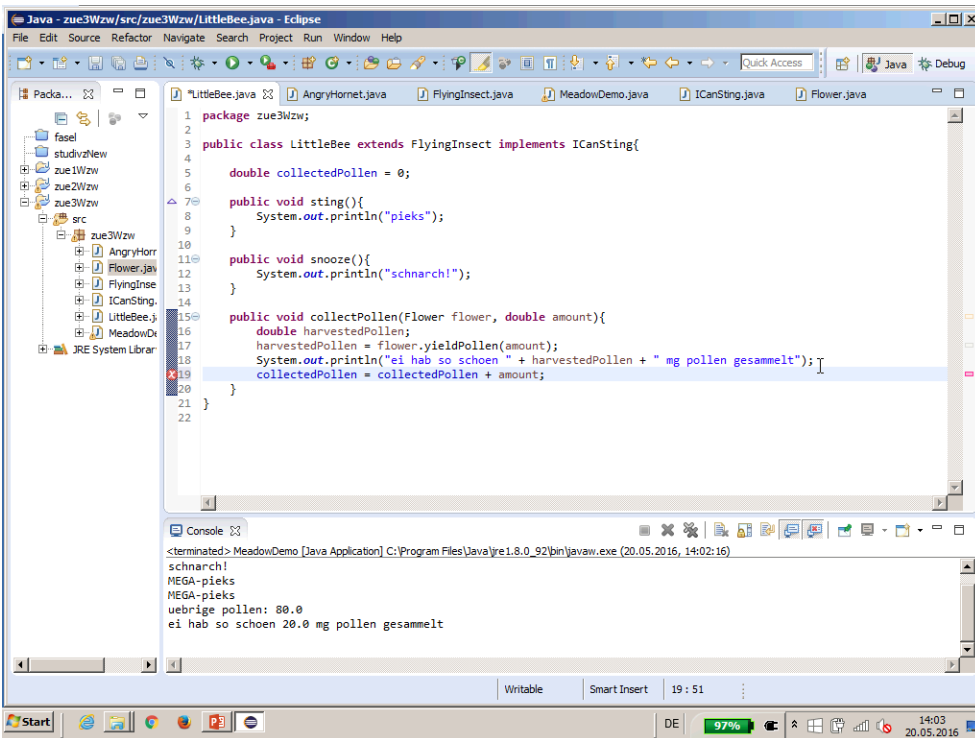 Java - zue3Wzw/src/zue3Wzw/LittleBee.java - Eclipse
File Edit Source Refactor Navigate Search Project Run Window Help
Quick Access Java Debug
Packa...
fasel
studivzNew
zue1Wzw
zue2Wzw
zue3Wzw
src
zue3Wzw
AngryHorr
Flower.jav
FlyingInse
ICanSting.
LittleBee.j
MeadowDe
JRE System Librar
*LittleBee.java AngryHornet.java FlyingInsect.java MeadowDemo.java ICanSting.java Flower.java
1 package zue3Wzw;
2
3 public class LittleBee extends FlyingInsect implements ICanSting{
4
5 double collectedPollen = 0;
6
7 public void sting(){
8 System.out.println("pieks");
9 }
10
11 public void snooze(){
12 System.out.println("schnarch!");
13 }
14
15 public void collectPollen(Flower flower, double amount){
16 double harvestedPollen;
17 harvestedPollen = flower.yieldPollen(amount);
18 System.out.println("ei hab so schoen " + harvestedPollen + " mg pollen gesammelt");
19 collectedPollen = collectedPollen + amount;
20 }
21 }
22
Console
<terminated> MeadowDemo [Java Application] C:\Program Files\Java\jre1.8.0_92\bin\javaw.exe (20.05.2016, 14:02:16)
schnarch!
MEGA-pieks
MEGA-pieks
uebrige pollen: 80.0
ei hab so schoen 20.0 mg pollen gesammelt
Writable Smart Insert 19 : 51
Start DE 97% 14:03
20.05.2016